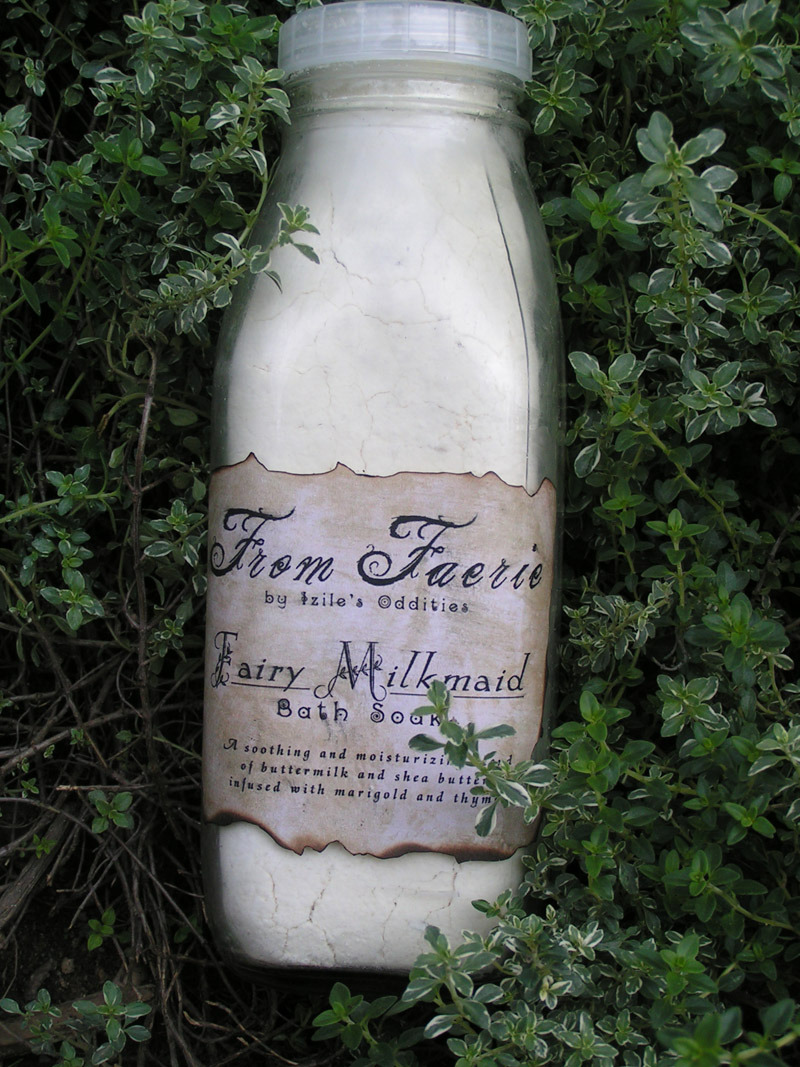 From Faerie
by Izile's Oddities
Fairy Milkmaid
Bath Soak
A soothing and moisturizing
of buttermilk and shea butter
infused with marigold and thyme